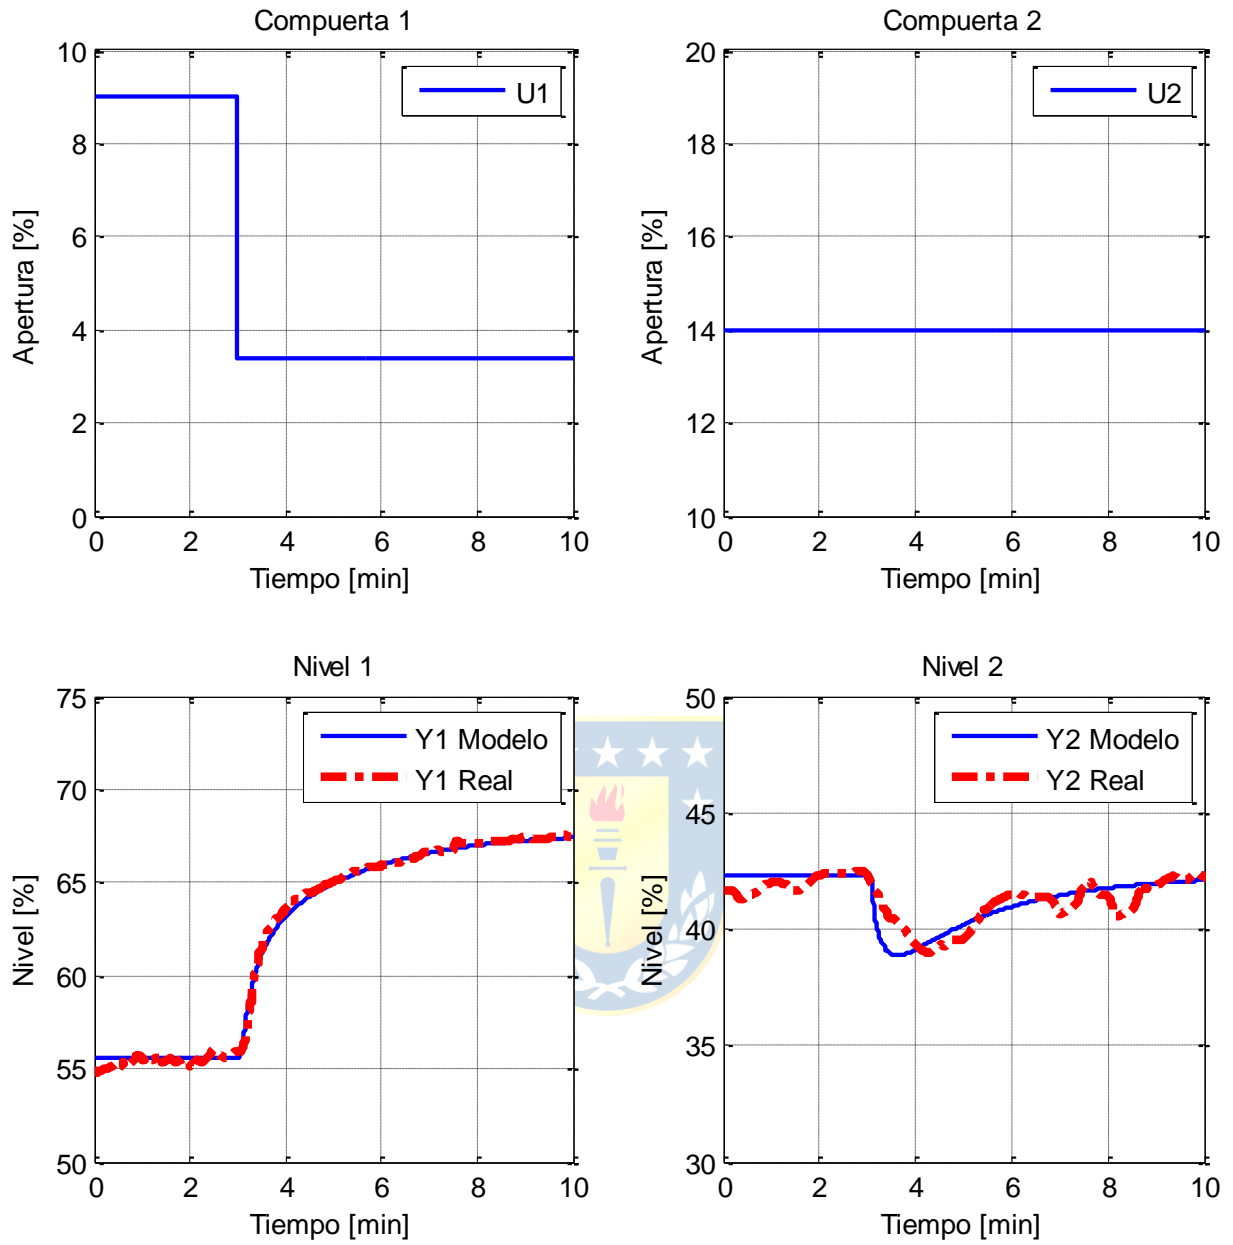 Compuerta 1
U1
10
8
6
4
2
0
Apertura [%]
0 2 4 6 8 10
Tiempo [min]
Compuerta 2
U2
20
18
16
14
12
10
Apertura [%]
0 2 4 6 8 10
Tiempo [min]
Nivel 1
Y1 Modelo
Y1 Real
75
70
65
60
55
50
Nivel [%]
0 2 4 6 8 10
Tiempo [min]
Nivel 2
Y2 Modelo
Y2 Real
50
45
40
35
30
Nivel [%]
0 2 4 6 8 10
Tiempo [min]